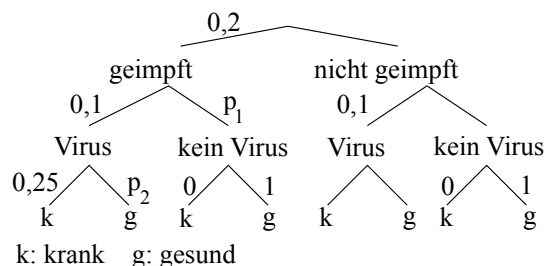 0,2
geimpft nicht geimpft
0,1 p₁ 0,1
Virus kein Virus Virus kein Virus
0,25 p₂ 0 1 0 1
k g k g k g k g
k: krank g: gesund